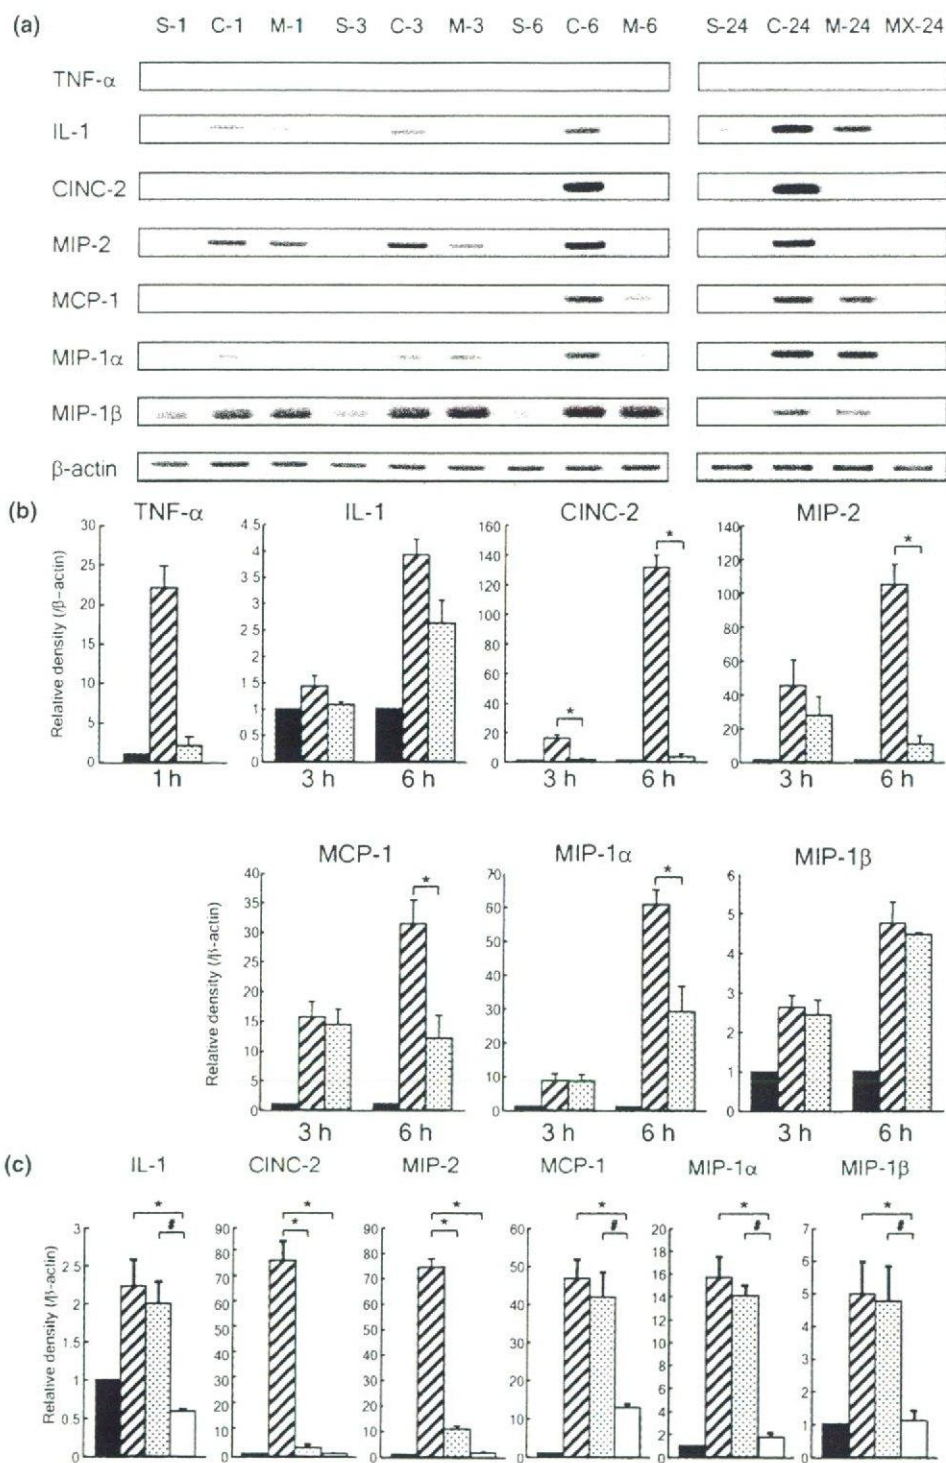 (a) S-1 C-1 M-1 S-3 C-3 M-3 S-6 C-6 M-6 S-24 C-24 M-24 MX-24
TNF-α
IL-1
CINC-2
MIP-2
MCP-1
MIP-1α
MIP-1β
β-actin
(b) TNF-α IL-1 CINC-2 MIP-2
Relative density (/β-actin)
30 25 20 15 10 5 0
1 h
4.5 4 3.5 3 2.5 2 1.5 1 0.5 0
3 h 6 h
160 140 120 100 80 60 40 20 0
* *
3 h 6 h
140 120 100 80 60 40 20 0
*
3 h 6 h
MCP-1 MIP-1α MIP-1β
Relative density (/β-actin)
40 35 30 25 20 15 10 5 0
*
3 h 6 h
70 60 50 40 30 20 10 0
*
3 h 6 h
6 5 4 3 2 1 0
3 h 6 h
(c) IL-1 CINC-2 MIP-2 MCP-1 MIP-1α MIP-1β
Relative density (/β-actin)
* #
3 2.5 2 1.5 1 0.5 0
* *
90 80 70 60 50 40 30 20 10 0
* *
90 80 70 60 50 40 30 20 10 0
* #
60 50 40 30 20 10 0
* #
20 18 16 14 12 10 8 6 4 2 0
* #
7 6 5 4 3 2 1 0